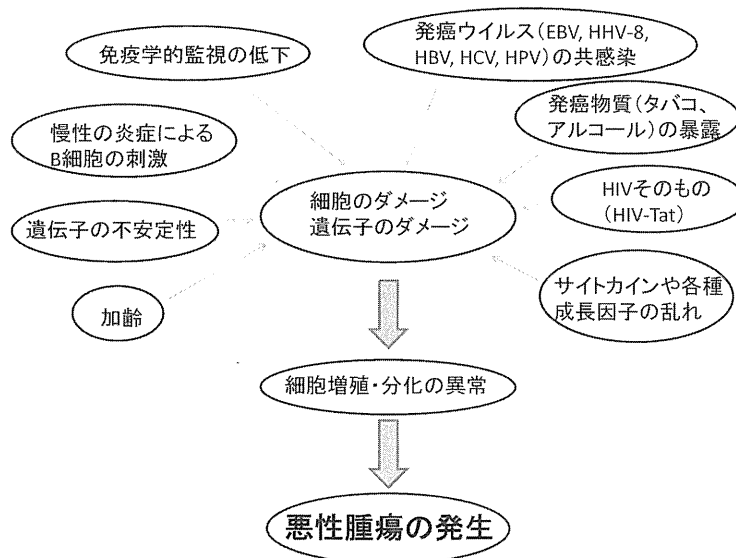 免疫学的監視の低下
発癌ウイルス(EBV, HHV-8,
HBV, HCV, HPV)の共感染
慢性の炎症による
B細胞の刺激
発癌物質(タバコ、
アルコール)の暴露
細胞のダメージ
遺伝子のダメージ
HIVそのもの
(HIV-Tat)
遺伝子の不安定性
加齢
サイトカインや各種
成長因子の乱れ
細胞増殖・分化の異常
悪性腫瘍の発生